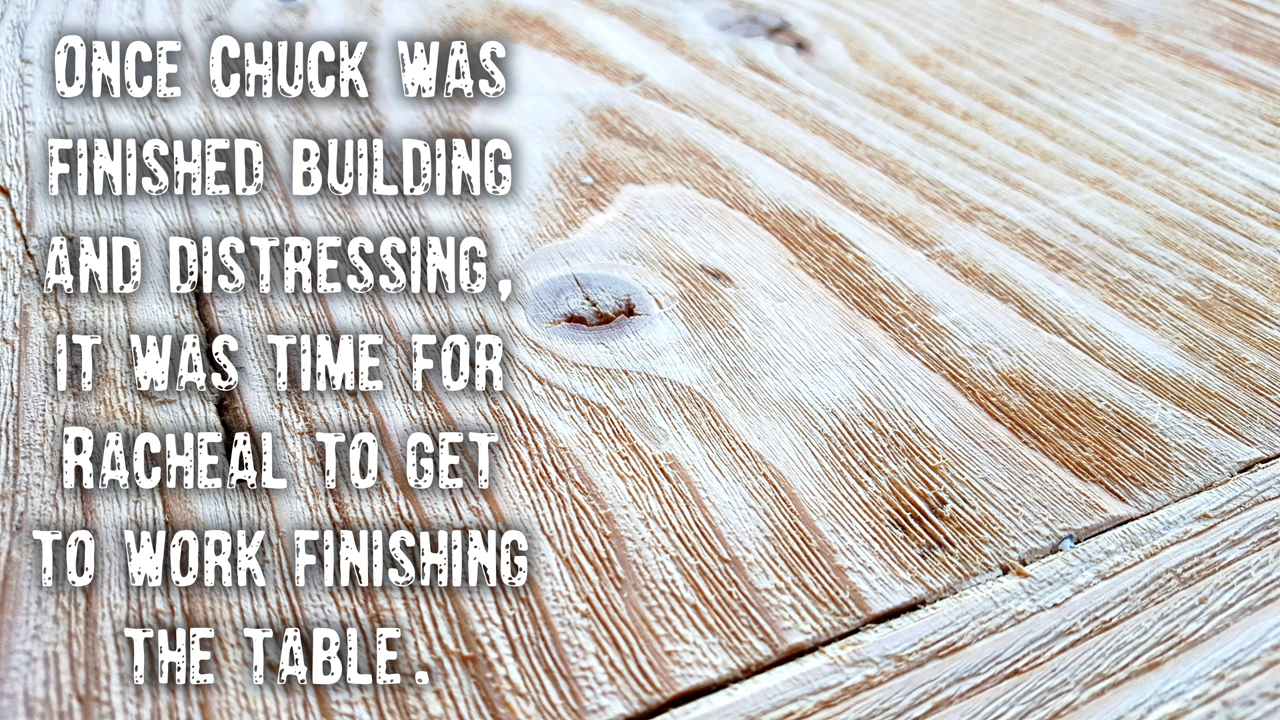 Once Chuck was
finished building
and distressing,
it was time for
Racheal to get
to work finishing
the table.